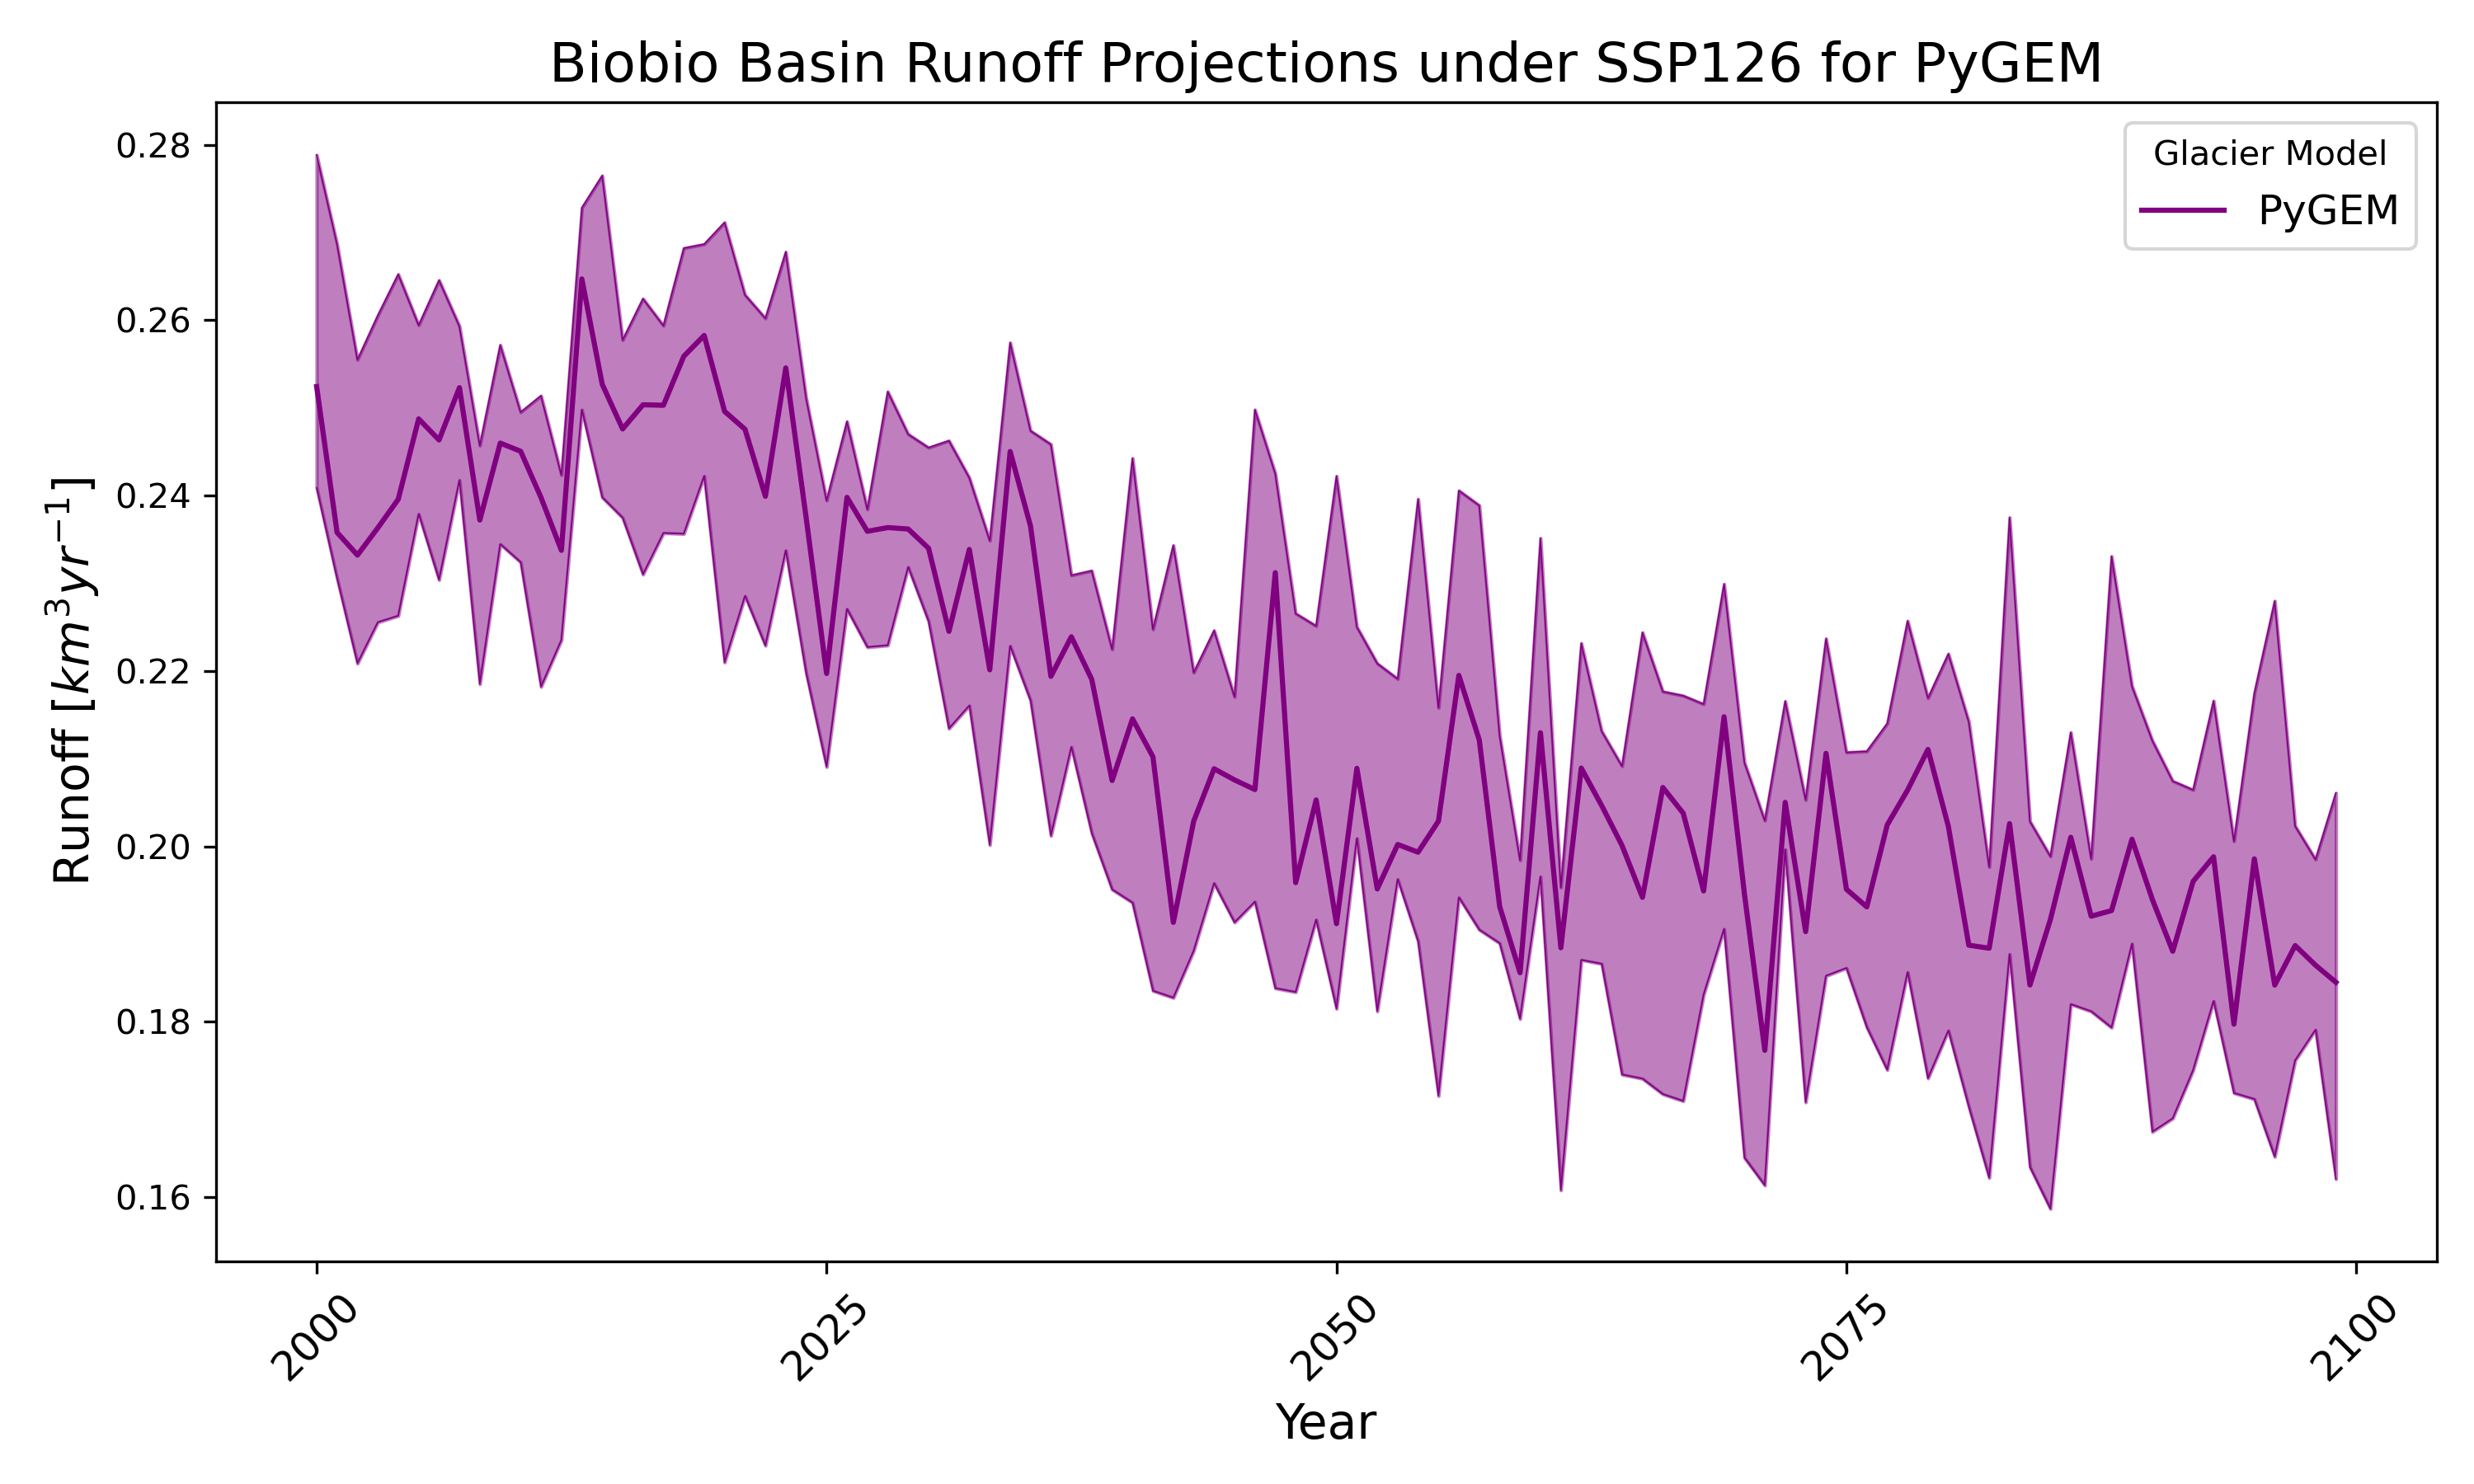 Biobio Basin Runoff Projections under SSP126 for PyGEM
Glacier Model
PyGEM
Runoff [km³yr⁻¹]
0.28
0.26
0.24
0.22
0.20
0.18
0.16
2000
2025
2050
2075
2100
Year